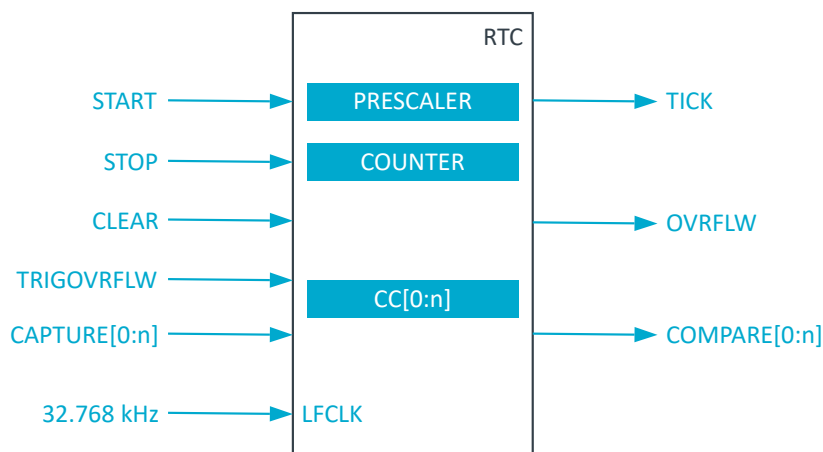 RTC
START
PRESCALER
TICK
STOP
COUNTER
CLEAR
OVRFLW
TRIGOVRFLW
CC[0:n]
CAPTURE[0:n]
COMPARE[0:n]
32.768 kHz
LFCLK